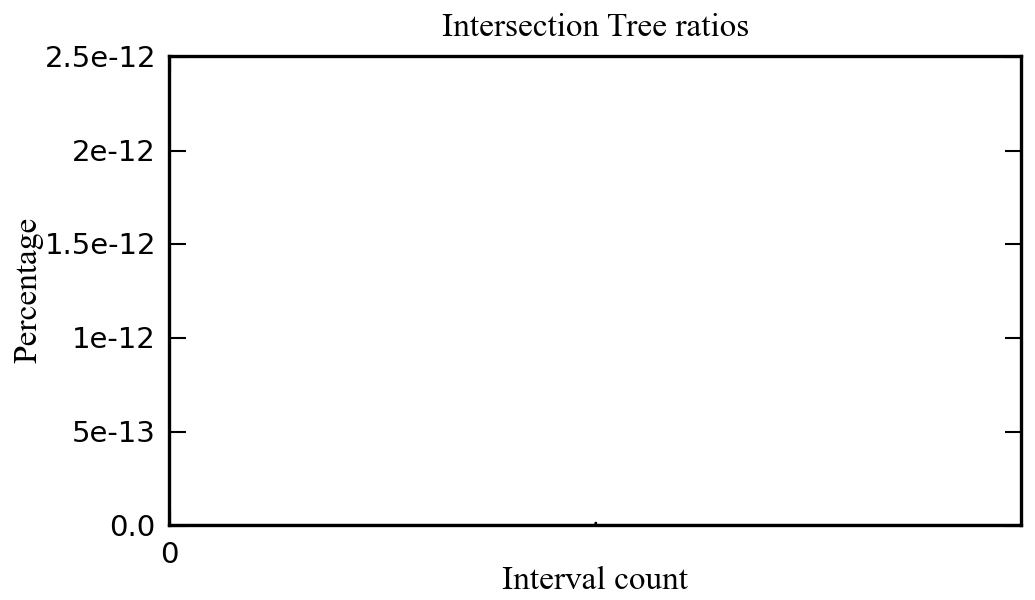 Intersection Tree ratios
2.5e-12
2e-12
1.5e-12
1e-12
5e-13
0.0
Percentage
0
Interval count